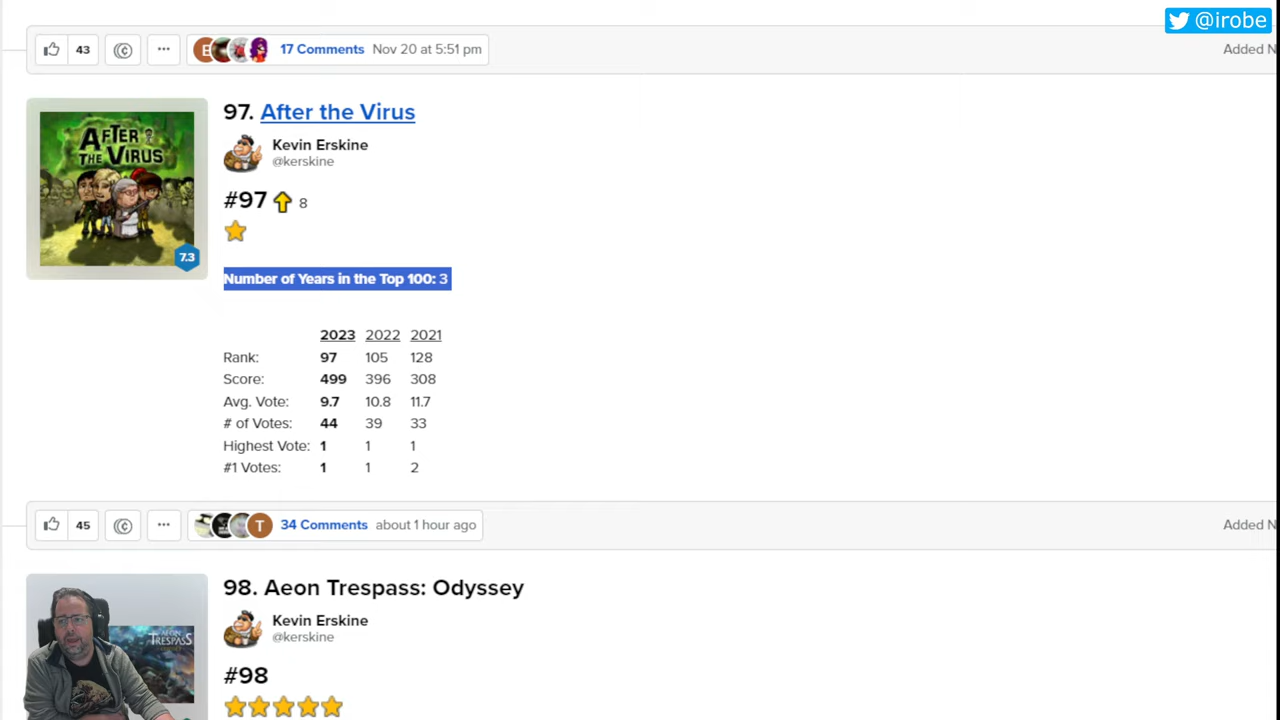 @irobe
43
17 Comments
Nov 20 at 5:51 pm
Added N
AFTER
THE VIRUS
7.3
97. After the Virus
Kevin Erskine
@kerskine
#97 8
Number of Years in the Top 100: 3
2023 2022 2021
Rank: 97 105 128
Score: 499 396 308
Avg. Vote: 9.7 10.8 11.7
# of Votes: 44 39 33
Highest Vote: 1 1 1
#1 Votes: 1 1 2
45
T
34 Comments
about 1 hour ago
Added N
98. Aeon Trespass: Odyssey
Kevin Erskine
@kerskine
AEON
TRESPASS
#98